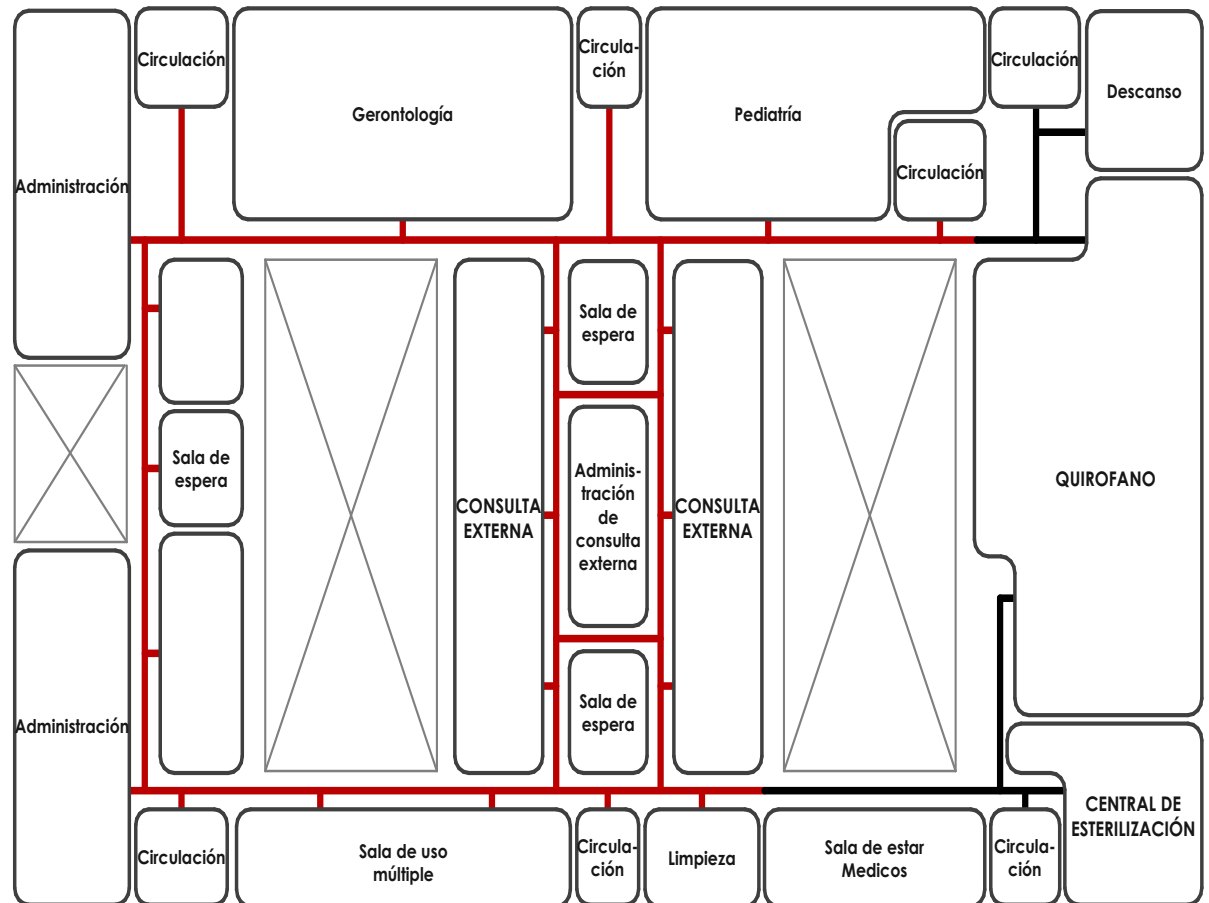 Circulación
Circula-
ción
Circulación
Descanso
Gerontología
Pediatría
Circulación
Administración
Sala de
espera
Sala de
espera
CONSULTA
EXTERNA
Adminis-
tración
de
consulta
externa
CONSULTA
EXTERNA
QUIROFANO
Sala de
espera
Administración
CENTRAL DE
ESTERILIZACIÓN
Circulación
Sala de uso
múltiple
Circula-
ción
Limpieza
Sala de estar
Medicos
Circula-
ción